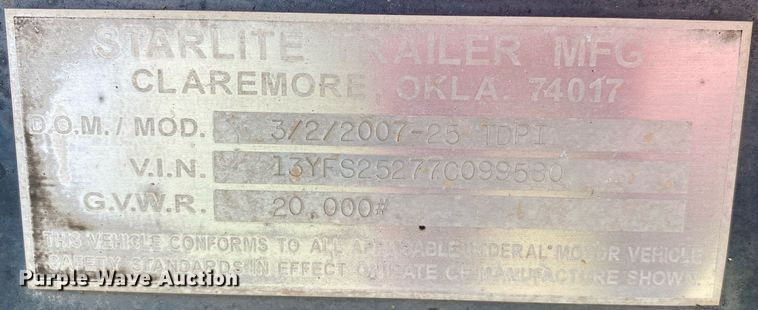 STARLITE TRAILER MFG
CLAREMORE OKLA. 74017
D.O.M./MOD. 3/2/2007-25 TDPI
V.I.N. 13YFS25277C099580
G.V.W.R. 20,000#
THIS VEHICLE CONFORMS TO ALL APPLICABLE FEDERAL MOTOR VEHICLE
SAFETY STANDARDS IN EFFECT ON DATE OF MANUFACTURE SHOWN.
Purple Wave Auction